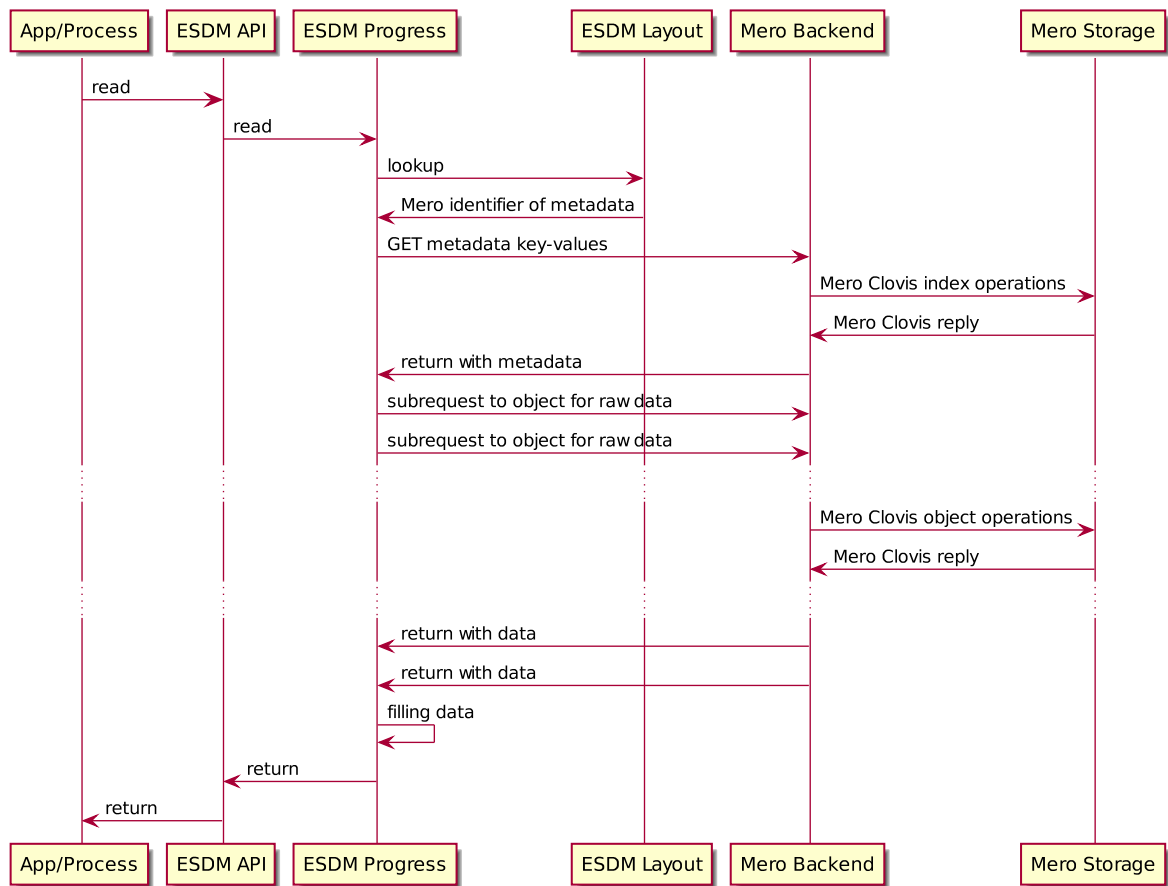 App/Process ESDM API ESDM Progress ESDM Layout Mero Backend Mero Storage
read
read
lookup
Mero identifier of metadata
GET metadata key-values
Mero Clovis index operations
Mero Clovis reply
return with metadata
subrequest to object for raw data
subrequest to object for raw data
Mero Clovis object operations
Mero Clovis reply
return with data
return with data
filling data
return
return
App/Process ESDM API ESDM Progress ESDM Layout Mero Backend Mero Storage